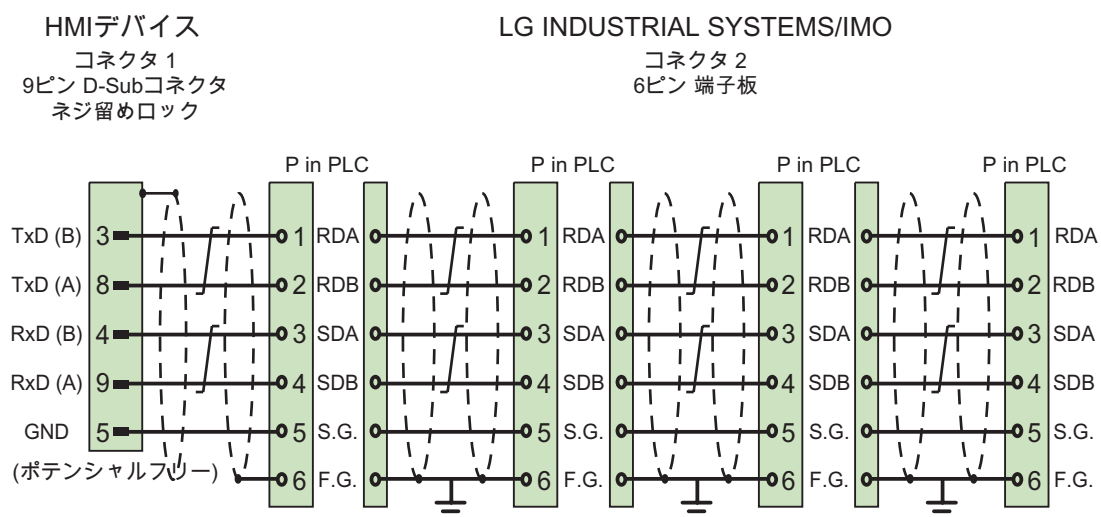 HMIデバイス
コネクタ 1
9ピン D-Subコネクタ
ネジ留めロック
LG INDUSTRIAL SYSTEMS/IMO
コネクタ 2
6ピン 端子板
P in PLC P in PLC P in PLC P in PLC
TxD (B) 3 1 RDA 1 RDA 1 RDA 1 RDA
TxD (A) 8 2 RDB 2 RDB 2 RDB 2 RDB
RxD (B) 4 3 SDA 3 SDA 3 SDA 3 SDA
RxD (A) 9 4 SDB 4 SDB 4 SDB 4 SDB
GND 5 5 S.G. 5 S.G. 5 S.G. 5 S.G.
(ポテンシャルフリー) 6 F.G. 6 F.G. 6 F.G. 6 F.G.